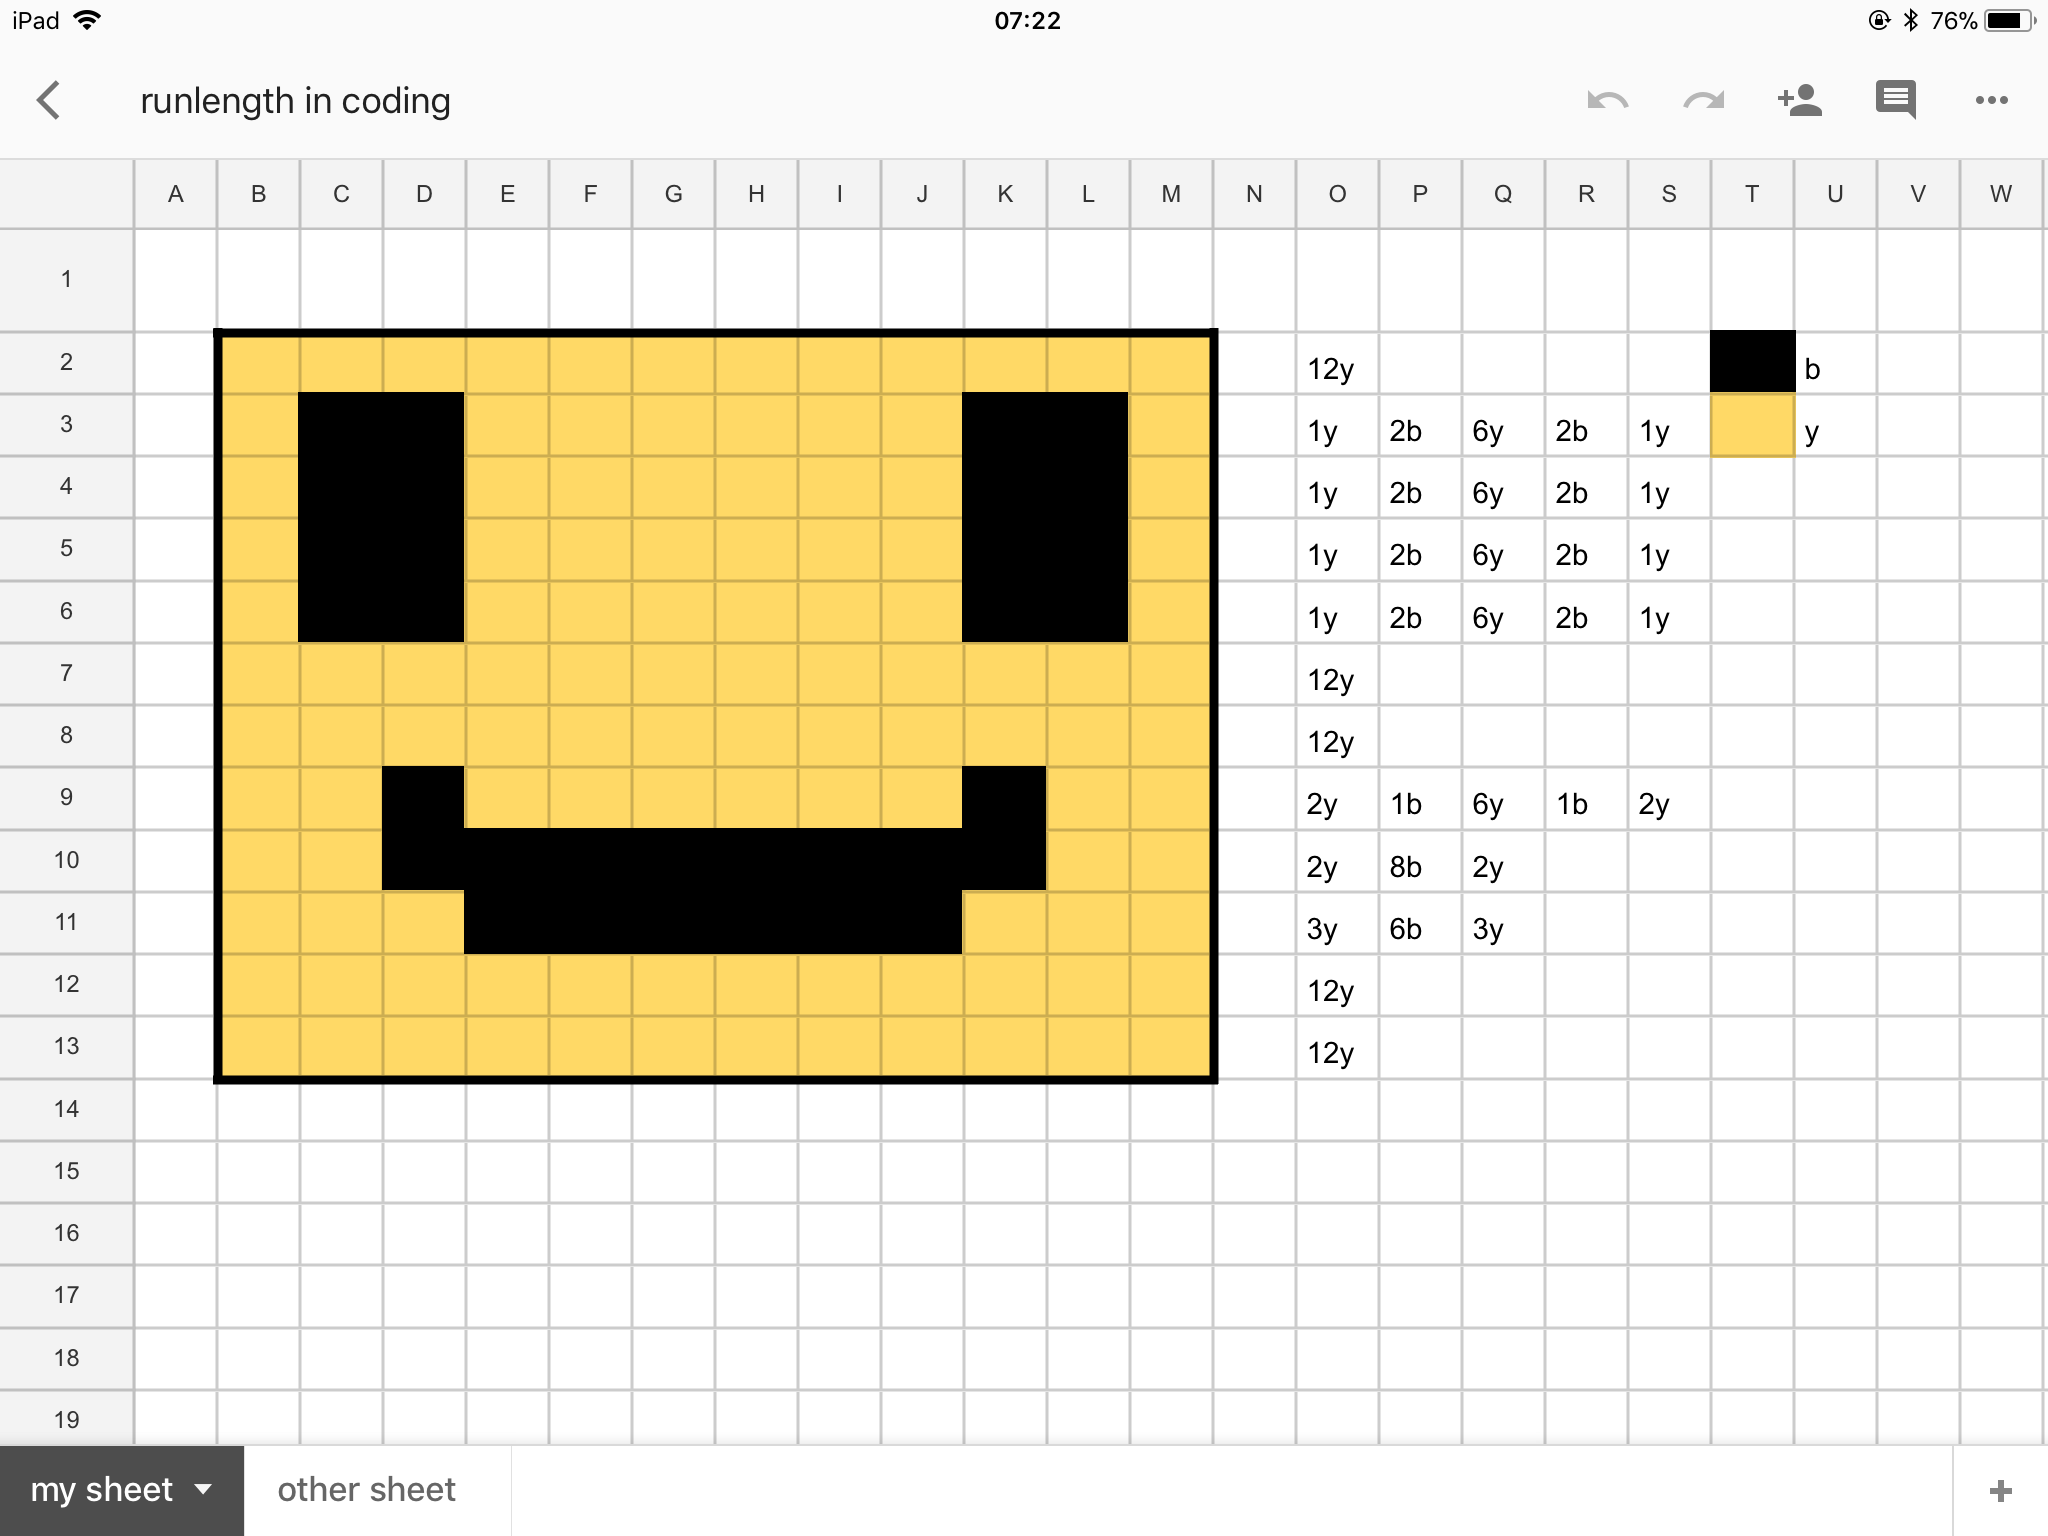 iPad 07:22 76%
runlength in coding
A B C D E F G H I J K L M N O P Q R S T U V W
1
2 12y b
3 1y 2b 6y 2b 1y y
4 1y 2b 6y 2b 1y
5 1y 2b 6y 2b 1y
6 1y 2b 6y 2b 1y
7 12y
8 12y
9 2y 1b 6y 1b 2y
10 2y 8b 2y
11 3y 6b 3y
12 12y
13 12y
14
15
16
17
18
19
my sheet other sheet